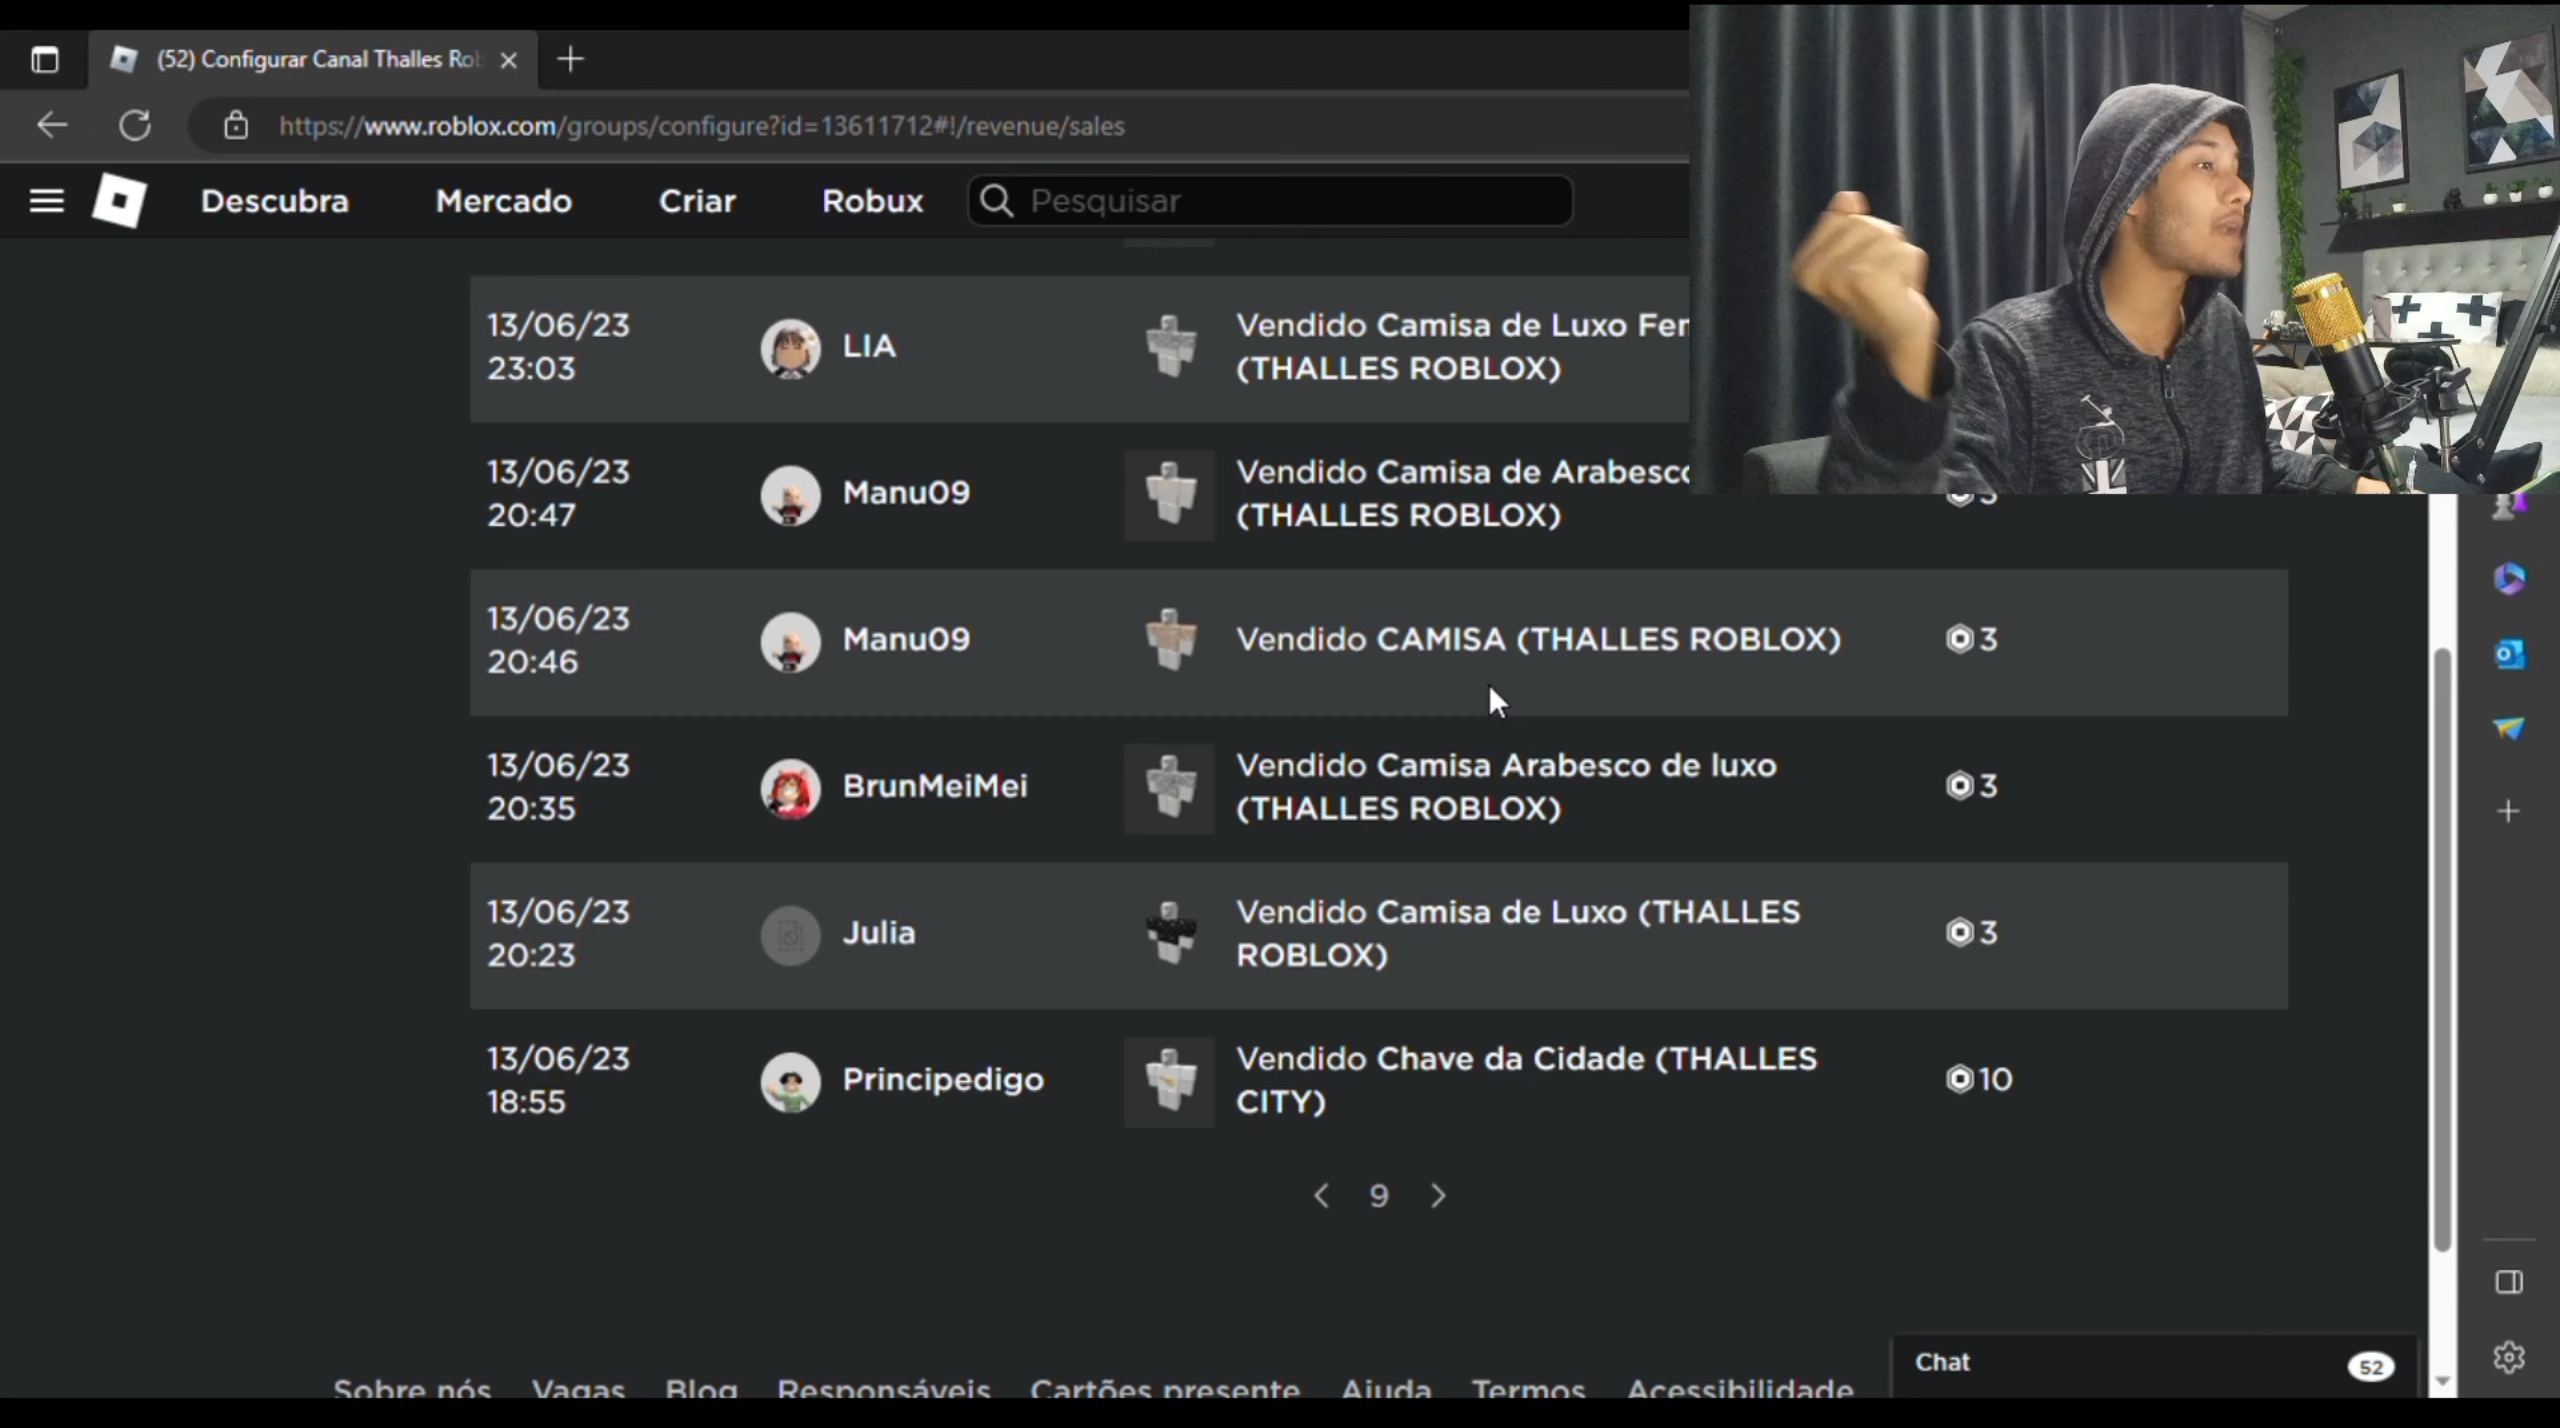 (52) Configurar Canal Thalles Rob
https://www.roblox.com/groups/configure?id=13611712#!/revenue/sales
Descubra Mercado Criar Robux Pesquisar
13/06/23
23:03
LIA
Vendido Camisa de Luxo Fer
(THALLES ROBLOX)
13/06/23
20:47
Manu09
Vendido Camisa de Arabesco
(THALLES ROBLOX)
13/06/23
20:46
Manu09
Vendido CAMISA (THALLES ROBLOX)
3
13/06/23
20:35
BrunMeiMei
Vendido Camisa Arabesco de luxo
(THALLES ROBLOX)
3
13/06/23
20:23
Julia
Vendido Camisa de Luxo (THALLES
ROBLOX)
3
13/06/23
18:55
Principedigo
Vendido Chave da Cidade (THALLES
CITY)
10
9
Sobre nós Vagas Blog Responsáveis Cartões presente Ajuda Termos Acessibilidade
Chat 52